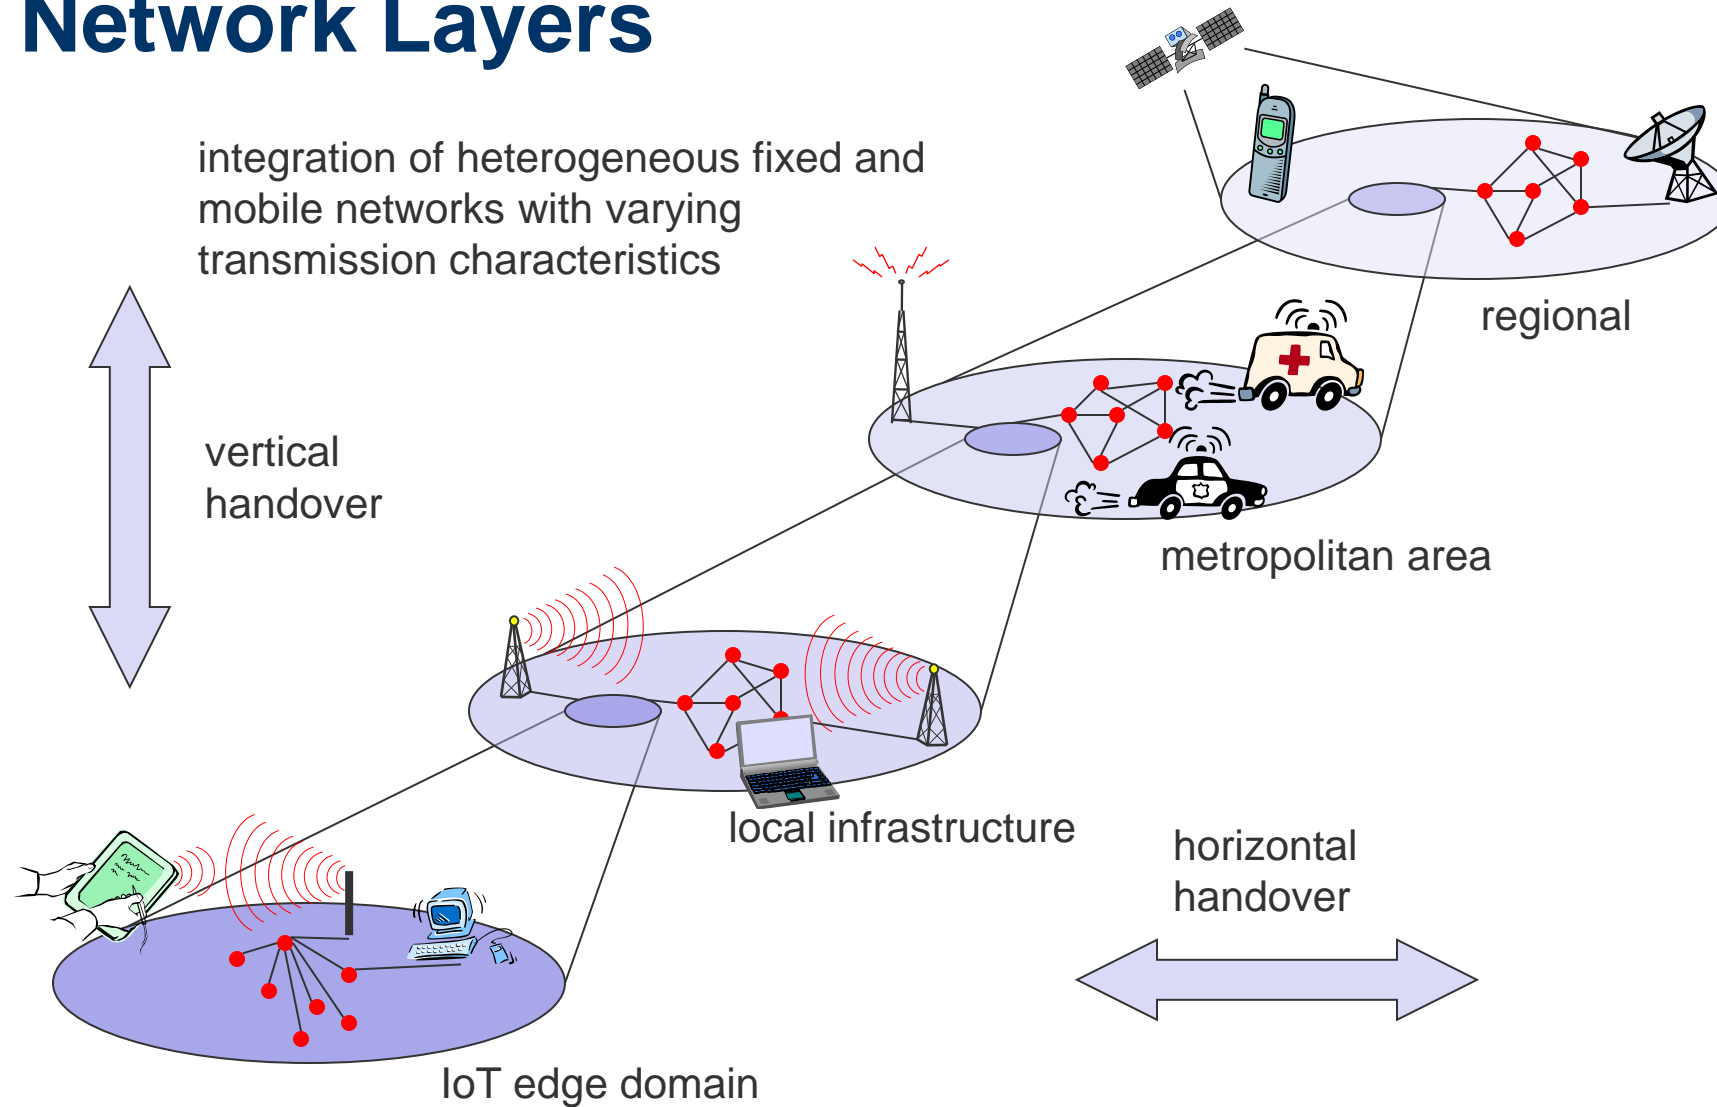 Network Layers
integration of heterogeneous fixed and
mobile networks with varying
transmission characteristics
regional
vertical
handover
metropolitan area
local infrastructure
horizontal
handover
IoT edge domain